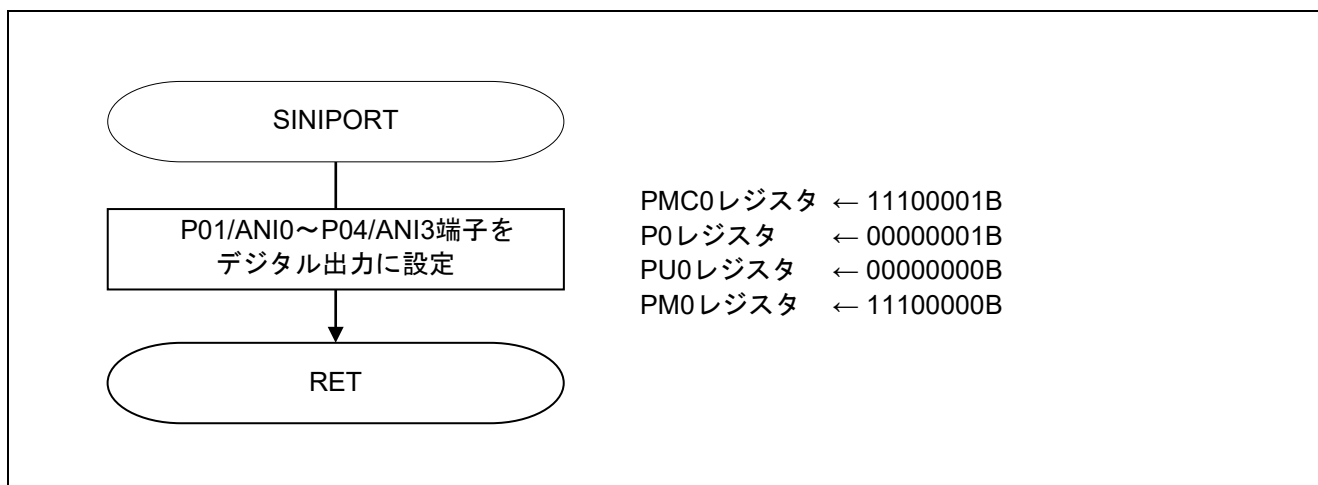 SINIPORT
P01/ANI0～P04/ANI3端子を
デジタル出力に設定
PMC0レジスタ ← 11100001B
P0レジスタ ← 00000001B
PU0レジスタ ← 00000000B
PM0レジスタ ← 11100000B
RET